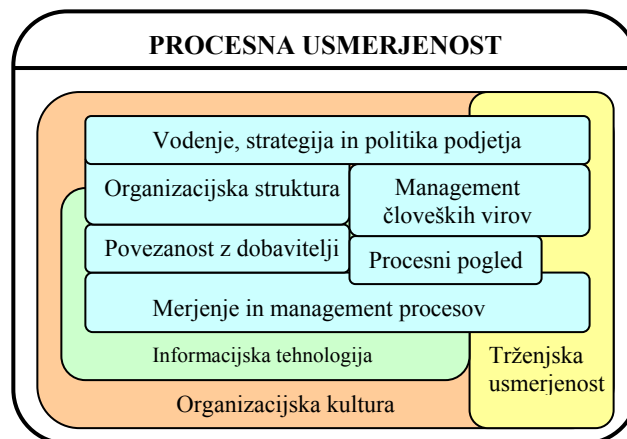 PROCESNA USMERJENOST
Vodenje, strategija in politika podjetja
Organizacijska struktura
Management
človeških virov
Povezanost z dobavitelji
Procesni pogled
Merjenje in management procesov
Informacijska tehnologija
Trženjska
usmerjenost
Organizacijska kultura